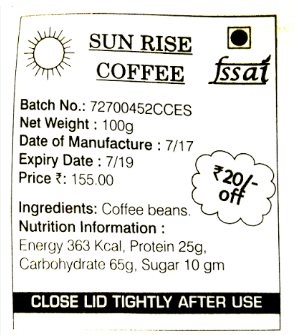 SUN RISE
COFFEE
fssai
Batch No.: 72700452CCES
Net Weight : 100g
Date of Manufacture : 7/17
Expiry Date : 7/19
Price ₹: 155.00
₹20/-
off
Ingredients: Coffee beans.
Nutrition Information :
Energy 363 Kcal, Protein 25g,
Carbohydrate 65g, Sugar 10 gm
CLOSE LID TIGHTLY AFTER USE